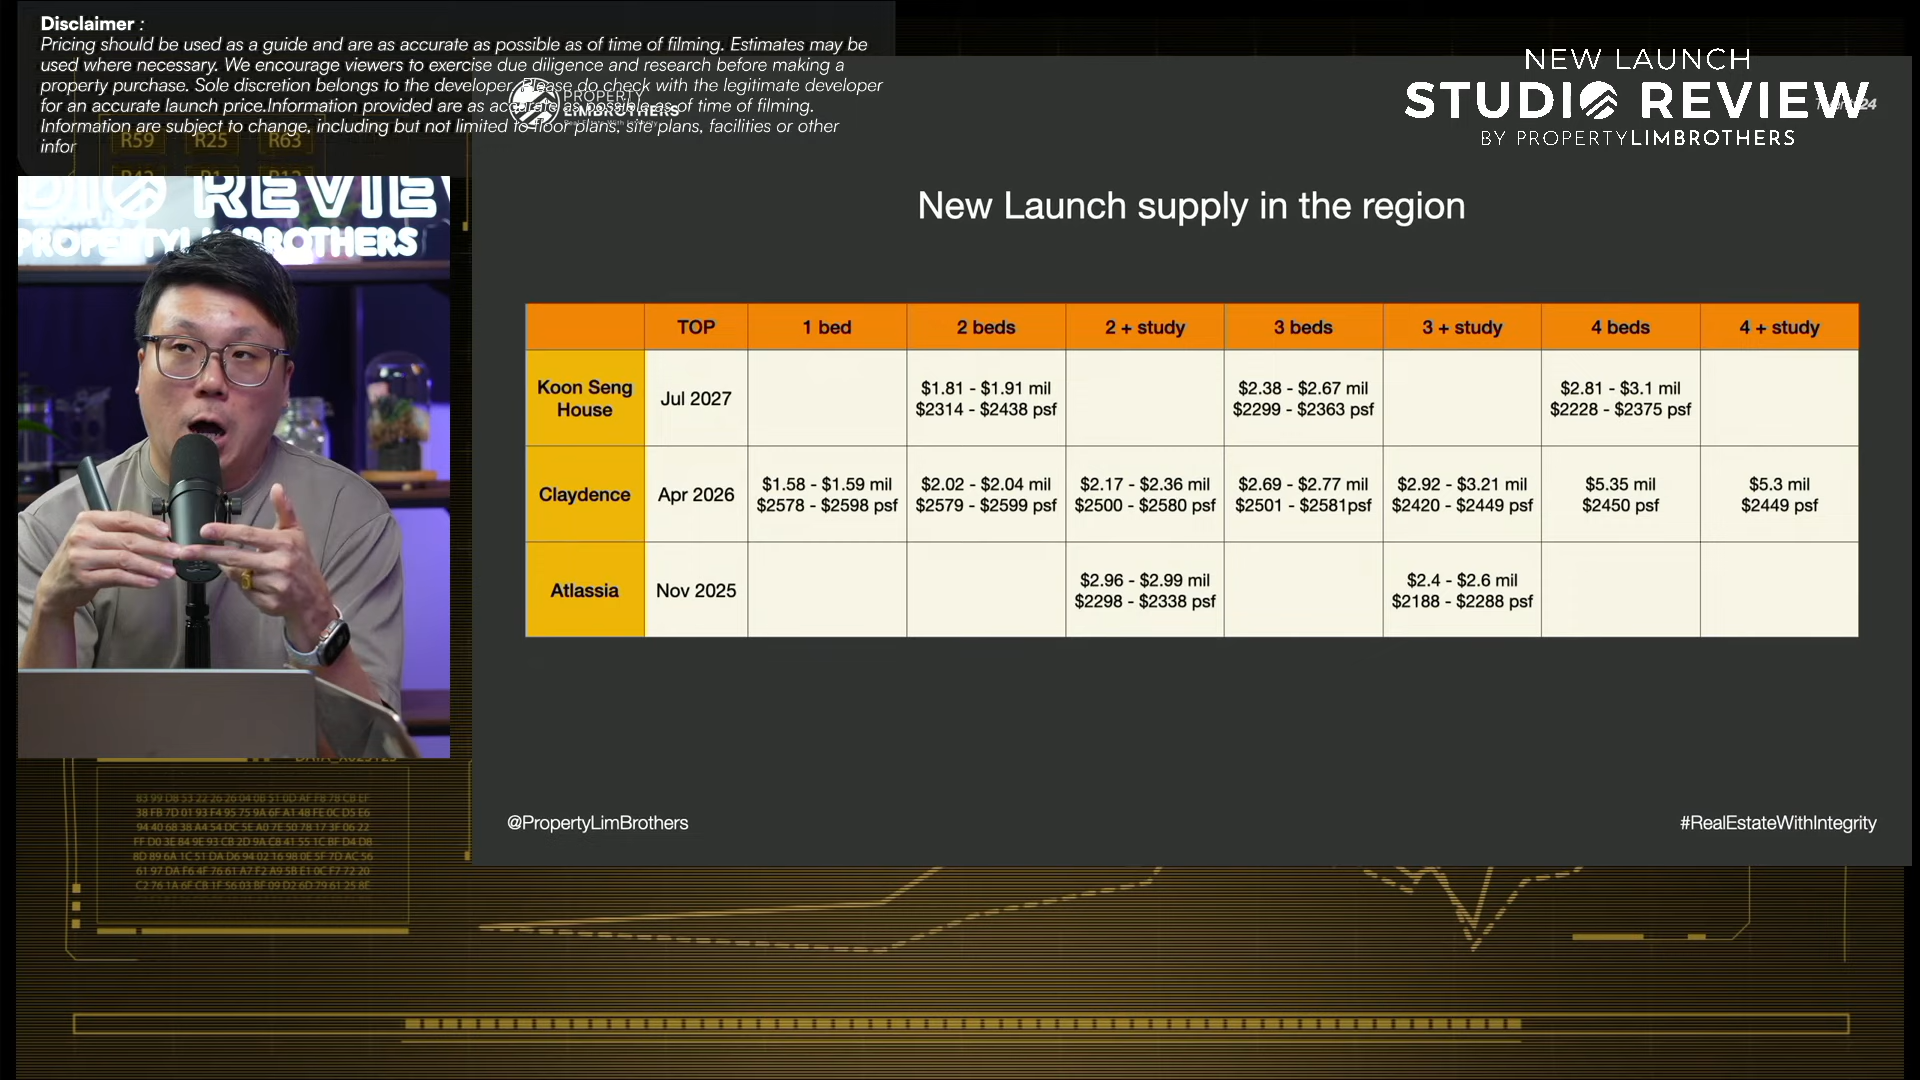 Disclaimer :
Pricing should be used as a guide and are as accurate as possible as of time of filming. Estimates may be
used where necessary. We encourage viewers to exercise due diligence and research before making a
property purchase. Sole discretion belongs to the developer. Please do check with the legitimate developer
for an accurate launch price.Information provided are as accurate as possible as of time of filming.
Information are subject to change, including but not limited to floor plans, site plans, facilities or other
infor
PROPERTY
LIMBROTHERS
NEW LAUNCH
STUDIO REVIEW
BY PROPERTYLIMBROTHERS
R59 R25 R63
DIO REVIE
PROPERTYLIMBROTHERS
New Launch supply in the region
TOP 1 bed 2 beds 2 + study 3 beds 3 + study 4 beds 4 + study
Koon Seng House Jul 2027 $1.81 - $1.91 mil $2314 - $2438 psf $2.38 - $2.67 mil $2299 - $2363 psf $2.81 - $3.1 mil $2228 - $2375 psf
Claydence Apr 2026 $1.58 - $1.59 mil $2578 - $2598 psf $2.02 - $2.04 mil $2579 - $2599 psf $2.17 - $2.36 mil $2500 - $2580 psf $2.69 - $2.77 mil $2501 - $2581psf $2.92 - $3.21 mil $2420 - $2449 psf $5.35 mil $2450 psf $5.3 mil $2449 psf
Atlassia Nov 2025 $2.96 - $2.99 mil $2298 - $2338 psf $2.4 - $2.6 mil $2188 - $2288 psf
@PropertyLimBrothers
#RealEstateWithIntegrity